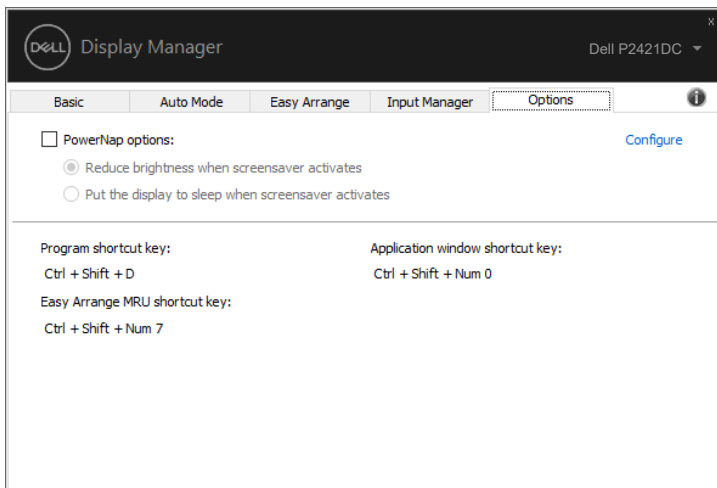 x
DELL Display Manager
Dell P2421DC
Basic Auto Mode Easy Arrange Input Manager Options
PowerNap options:
Configure
Reduce brightness when screensaver activates
Put the display to sleep when screensaver activates
Program shortcut key:
Application window shortcut key:
Ctrl + Shift + D
Ctrl + Shift + Num 0
Easy Arrange MRU shortcut key:
Ctrl + Shift + Num 7